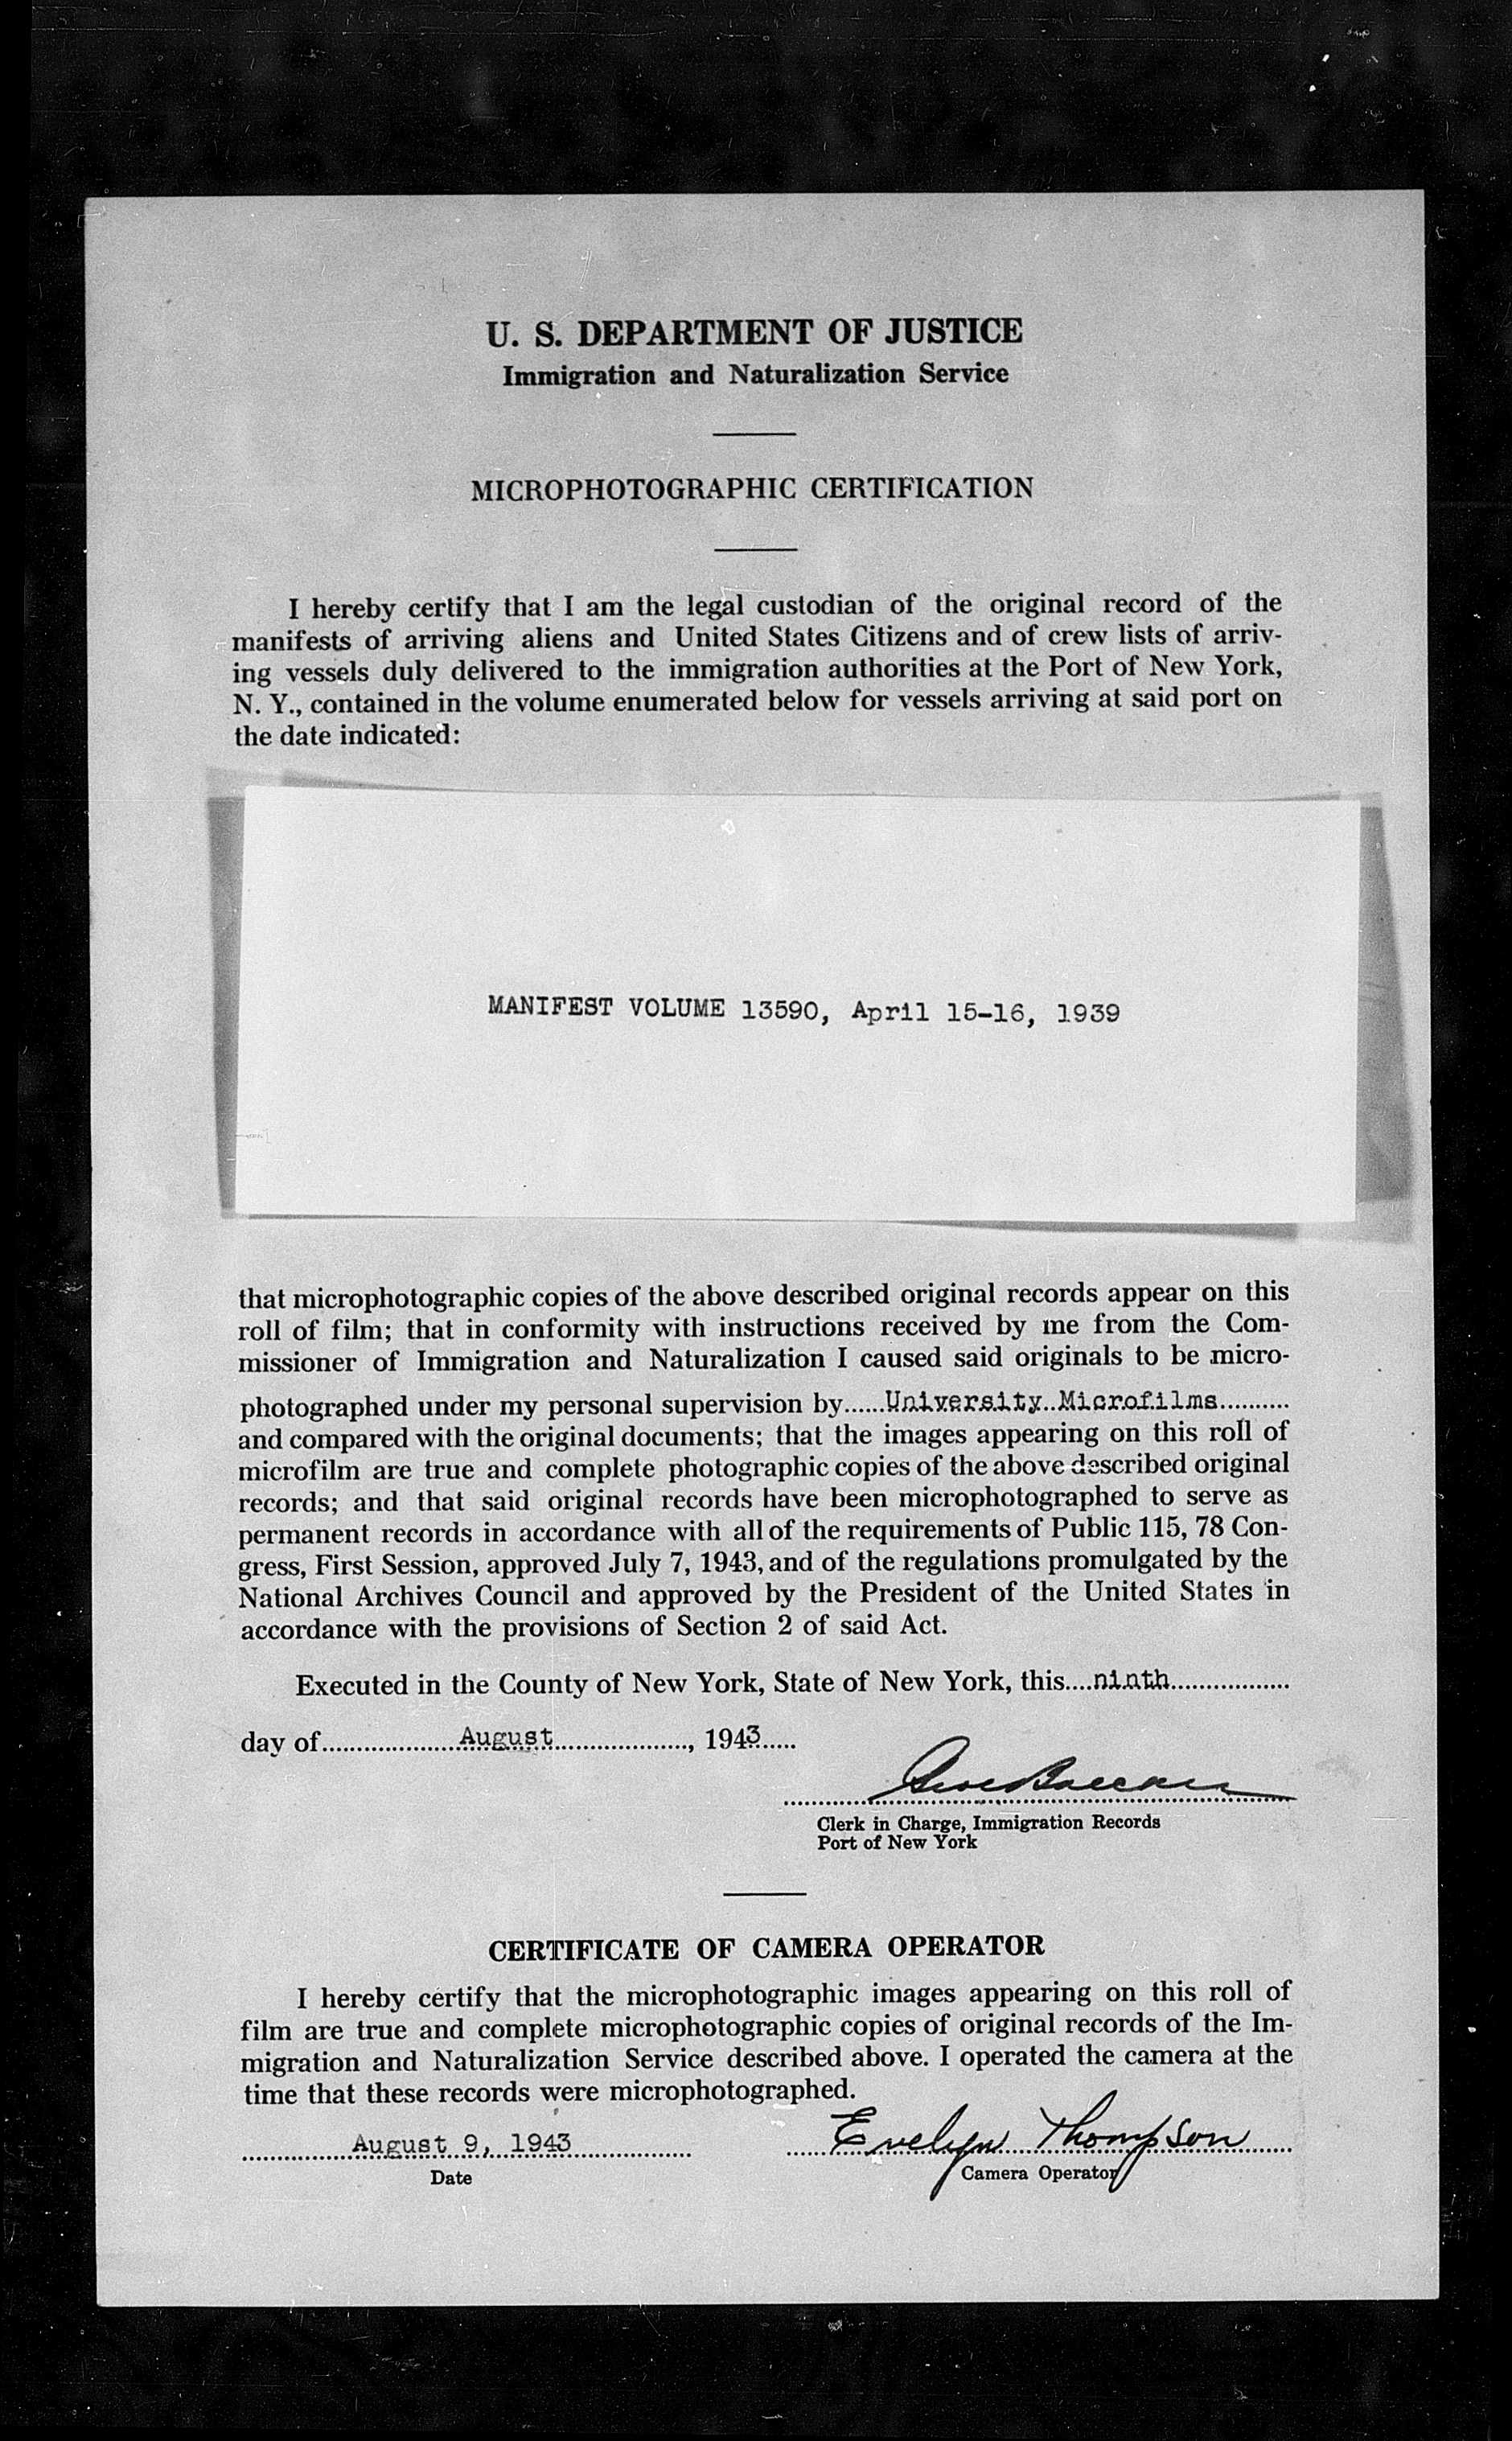 U. S. DEPARTMENT OF JUSTICE
Immigration and Naturalization Service
MICROPHOTOGRAPHIC CERTIFICATION
I hereby certify that I am the legal custodian of the original record of the
manifests of arriving aliens and United States Citizens and of crew lists of arriv-
ing vessels duly delivered to the immigration authorities at the Port of New York,
N. Y., contained in the volume enumerated below for vessels arriving at said port on
the date indicated:
MANIFEST VOLUME 13590, April 15-16, 1939
that microphotographic copies of the above described original records appear on this
roll of film; that in conformity with instructions received by me from the Com-
missioner of Immigration and Naturalization I caused said originals to be micro-
photographed under my personal supervision by......University Microfilms..........
and compared with the original documents; that the images appearing on this roll of
microfilm are true and complete photographic copies of the above described original
records; and that said original records have been microphotographed to serve as
permanent records in accordance with all of the requirements of Public 115, 78 Con-
gress, First Session, approved July 7, 1943, and of the regulations promulgated by the
National Archives Council and approved by the President of the United States in
accordance with the provisions of Section 2 of said Act.
Executed in the County of New York, State of New York, this....ninth.................
day of....................August...................., 1943.....
Clerk in Charge, Immigration Records
Port of New York
CERTIFICATE OF CAMERA OPERATOR
I hereby certify that the microphotographic images appearing on this roll of
film are true and complete microphotographic copies of original records of the Im-
migration and Naturalization Service described above. I operated the camera at the
time that these records were microphotographed.
August 9, 1943 Evelyn Thompson
Date Camera Operator